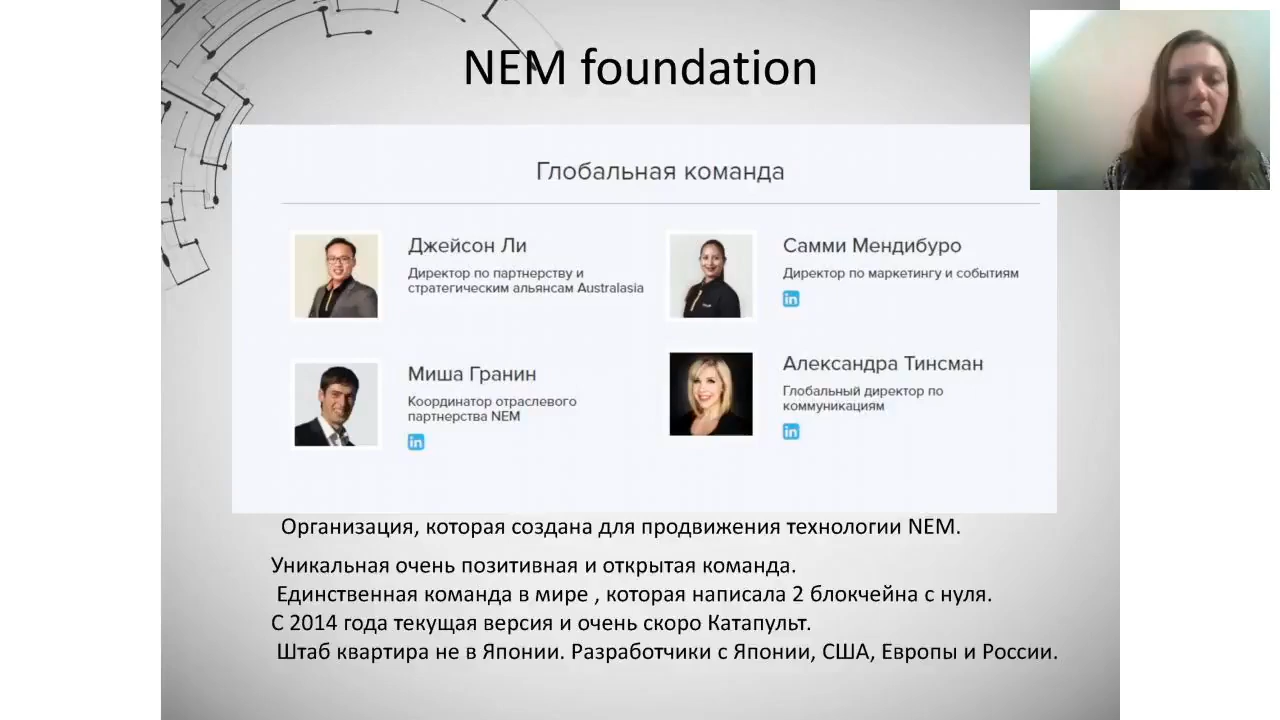 NEM foundation
Глобальная команда
Джейсон Ли
Директор по партнерству и
стратегическим альянсам Australasia
Самми Мендибуро
Директор по маркетингу и событиям
in
Миша Гранин
Координатор отраслевого
партнерства NEM
in
Александра Тинсман
Глобальный директор по
коммуникациям
in
Организация, которая создана для продвижения технологии NEM.
Уникальная очень позитивная и открытая команда.
Единственная команда в мире , которая написала 2 блокчейна с нуля.
С 2014 года текущая версия и очень скоро Катапульт.
Штаб квартира не в Японии. Разработчики с Японии, США, Европы и России.